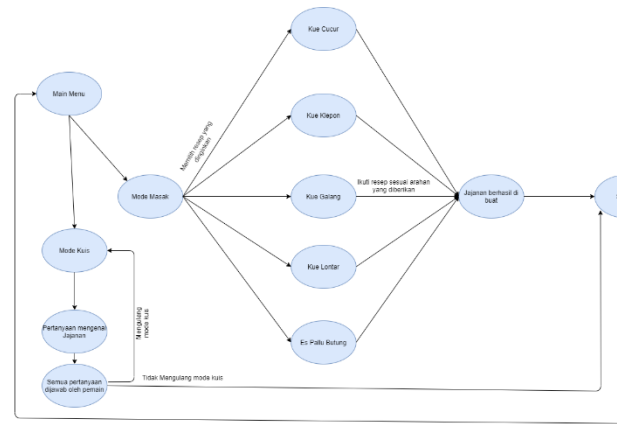 Kue Cucur
Main Menu
Kue Klepon
Memilih resep yang
diinginkan
Mode Masak
Kue Galang
Ikuti resep sesuai arahan
yang diberikan
Jajanan berhasil di
buat
Mode Kuis
Kue Lontar
Mengulang
mode kuis
Pertanyaan mengenai
Jajanan
Es Pallu Butung
Semua pertanyaan
dijawab oleh pemain
Tidak Mengulang mode kuis